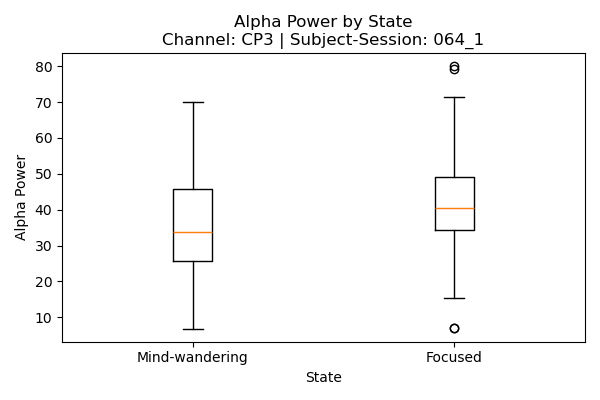 Alpha Power by State
Channel: CP3 | Subject-Session: 064_1
80
70
60
50
40
30
20
10
Alpha Power
Mind-wandering
Focused
State